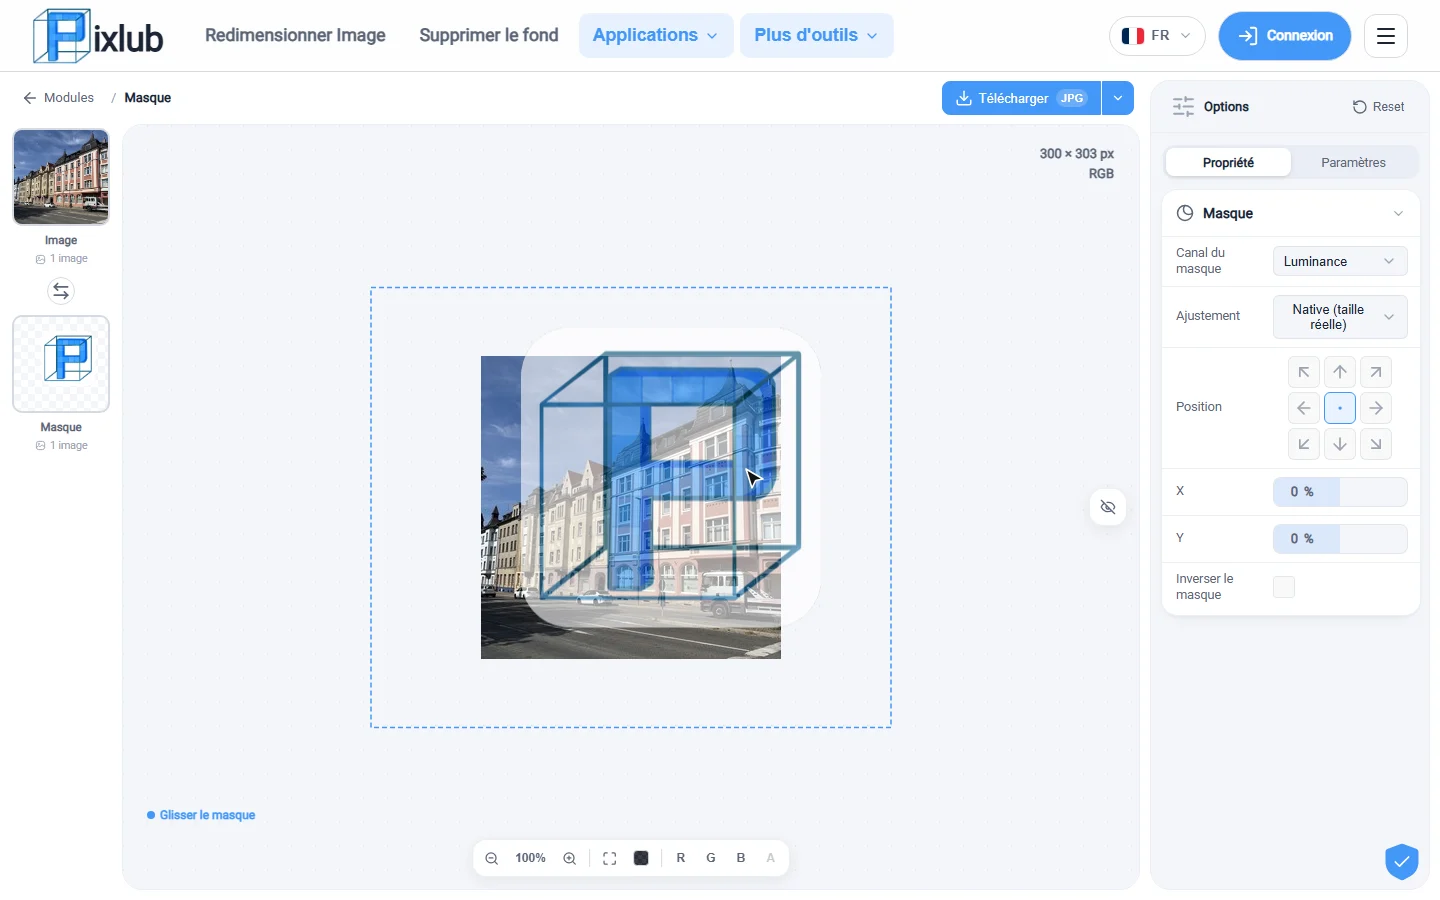 Pixlub
Redimensionner Image
Supprimer le fond
Applications
Plus d'outils
FR
Connexion
Modules / Masque
Télécharger JPG
Options
Reset
Image
1 image
Masque
1 image
300 × 303 px
RGB
Propriété
Paramètres
Masque
Canal du
masque
Luminance
Ajustement
Native (taille
réelle)
Position
X
0 %
Y
0 %
Inverser le
masque
Glisser le masque
100%
R G B A